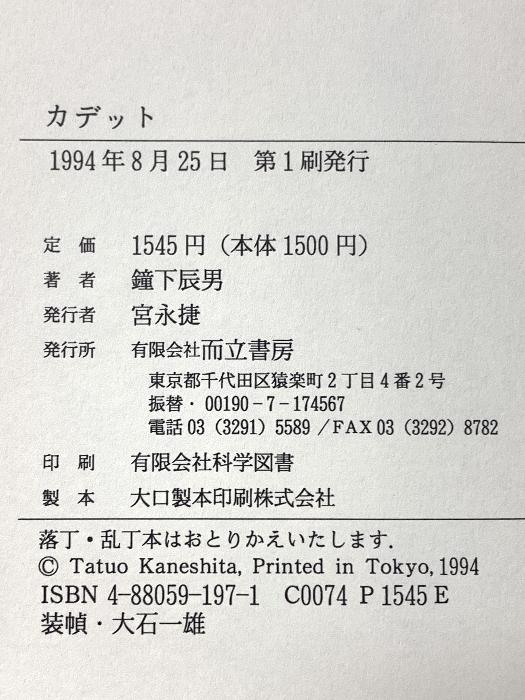 カデット
1994年8月25日 第1刷発行
定 価 1545円（本体1500円）
著 者 鐘下辰男
発行者 宮永捷
発行所 有限会社而立書房
東京都千代田区猿楽町2丁目4番2号
振替・00190-7-174567
電話03（3291）5589／FAX03（3292）8782
印 刷 有限会社科学図書
製 本 大口製本印刷株式会社
落丁・乱丁本はおとりかえいたします．
© Tatuo Kaneshita, Printed in Tokyo, 1994
ISBN 4-88059-197-1 C0074 P1545E
装幀・大石一雄